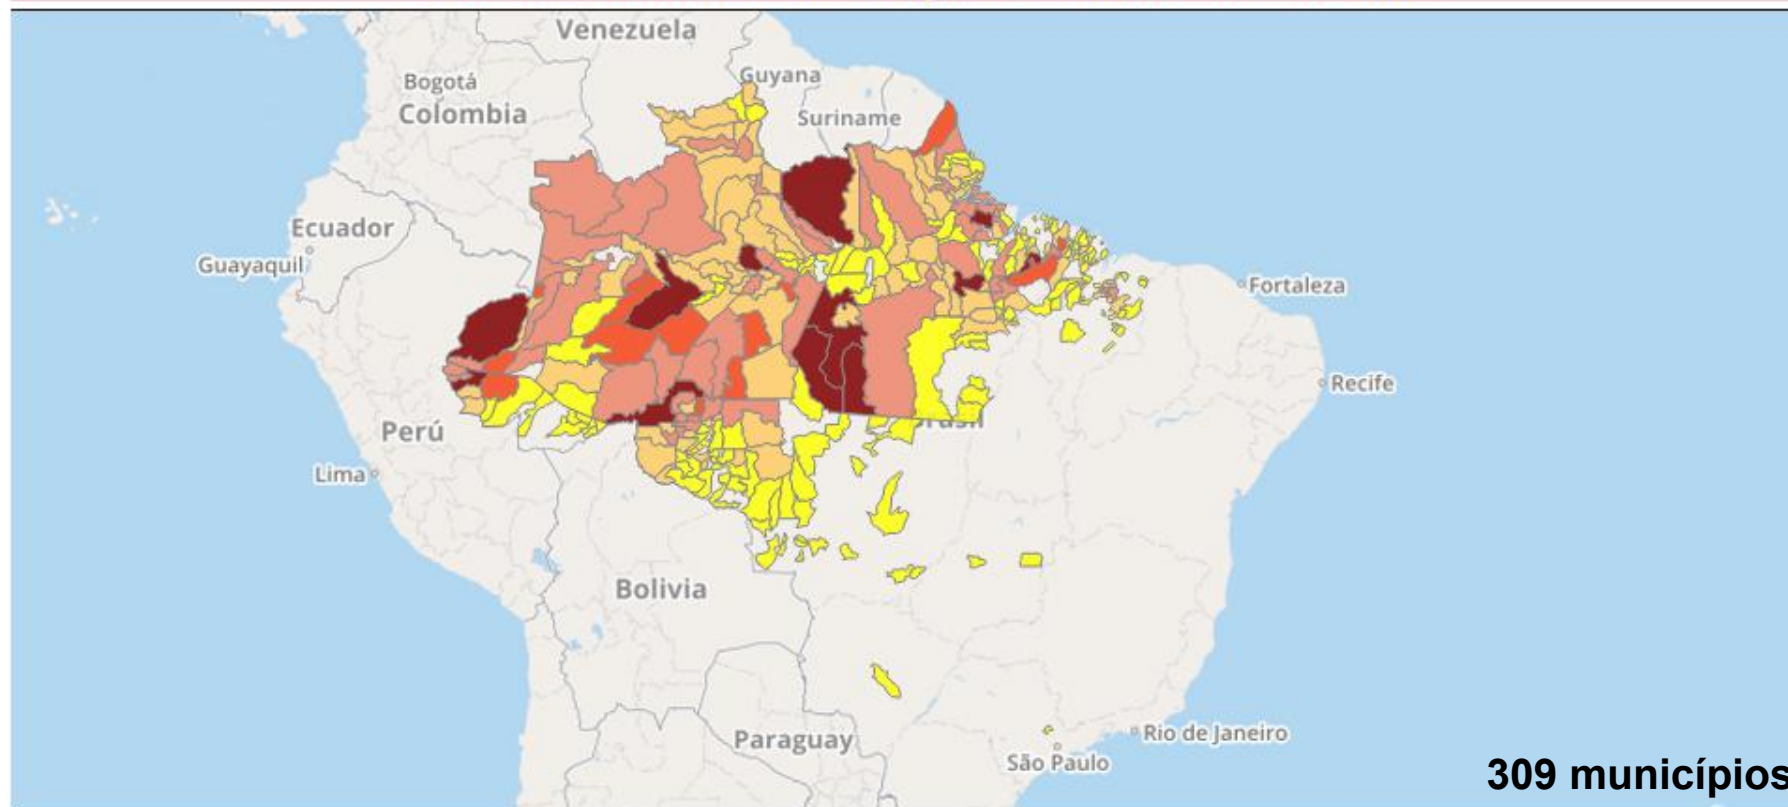 Venezuela
Bogotá
Colombia
Guyana
Suriname
Ecuador
Guayaquil
Fortaleza
Recife
Perú
Brasil
Lima
Bolivia
Paraguay
Rio de Janeiro
São Paulo
309 municípios